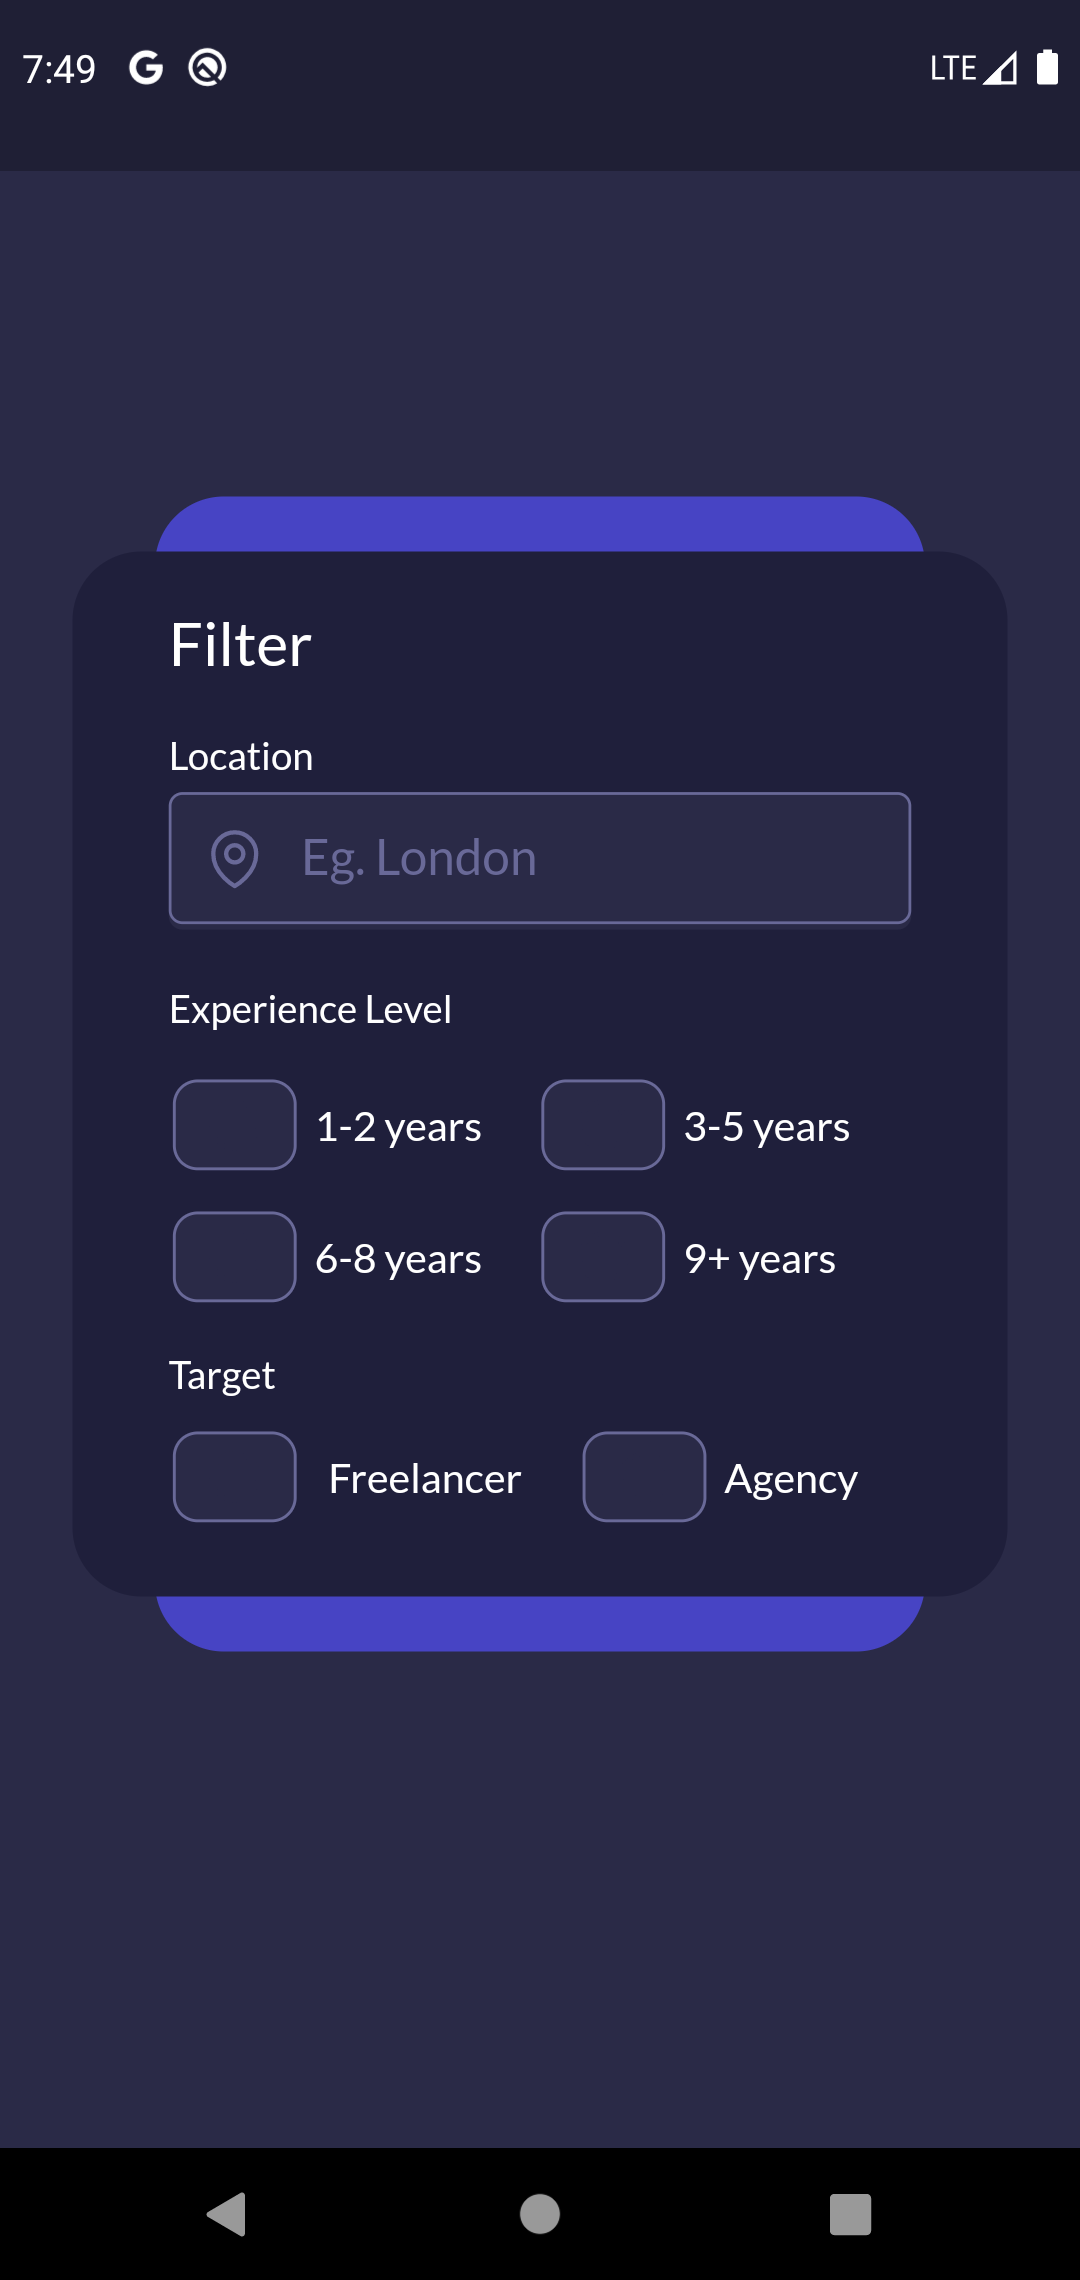 7:49 LTE
Filter
Location
Eg. London
Experience Level
1-2 years 3-5 years
6-8 years 9+ years
Target
Freelancer Agency